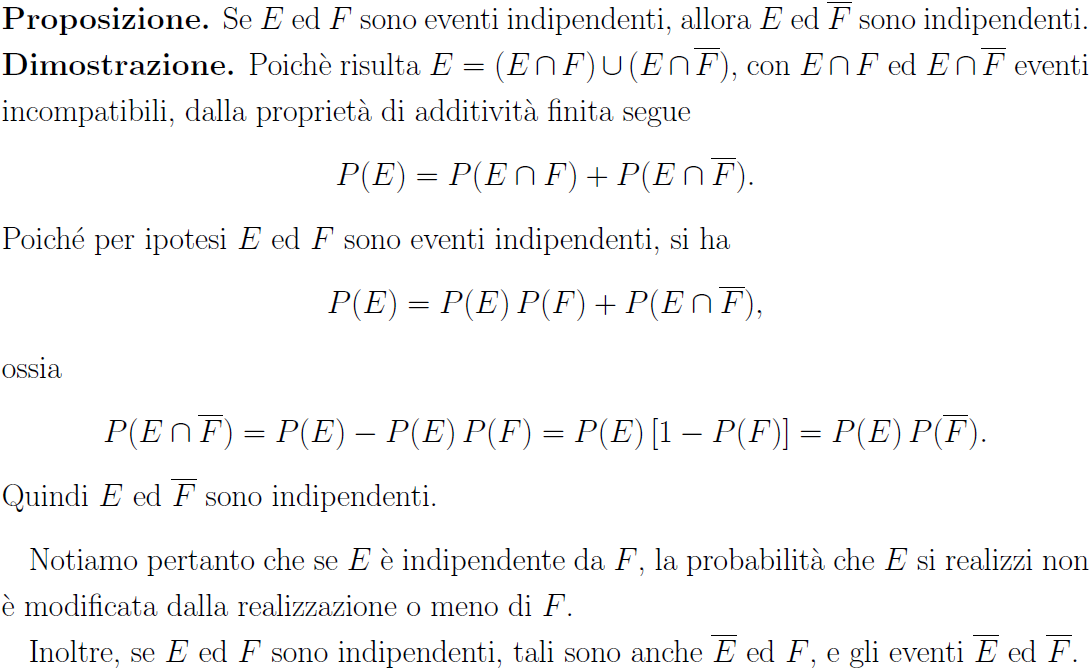 Proposizione. Se E ed F sono eventi indipendenti, allora E ed F̅ sono indipendenti.
Dimostrazione. Poichè risulta E = (E ∩ F) ∪ (E ∩ F̅), con E ∩ F ed E ∩ F̅ eventi
incompatibili, dalla proprietà di additività finita segue
P(E) = P(E ∩ F) + P(E ∩ F̅).
Poiché per ipotesi E ed F sono eventi indipendenti, si ha
P(E) = P(E) P(F) + P(E ∩ F̅),
ossia
P(E ∩ F̅) = P(E) − P(E) P(F) = P(E) [1 − P(F)] = P(E) P(F̅).
Quindi E ed F̅ sono indipendenti.
Notiamo pertanto che se E è indipendente da F, la probabilità che E si realizzi non
è modificata dalla realizzazione o meno di F.
Inoltre, se E ed F sono indipendenti, tali sono anche E̅ ed F, e gli eventi E̅ ed F̅.